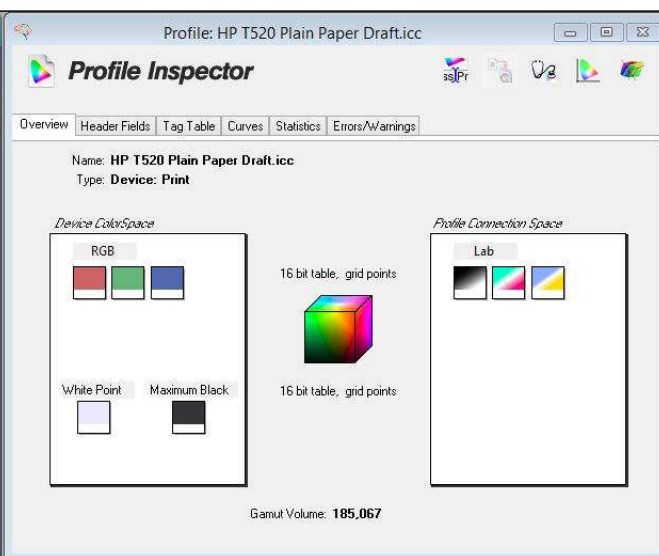 Profile: HP T520 Plain Paper Draft.icc
Profile Inspector
Overview Header Fields Tag Table Curves Statistics Errors/Warnings
Name: HP T520 Plain Paper Draft.icc
Type: Device: Print
Device ColorSpace
Profile Connection Space
RGB
Lab
16 bit table, grid points
White Point Maximum Black
16 bit table, grid points
Gamut Volume: 185,067